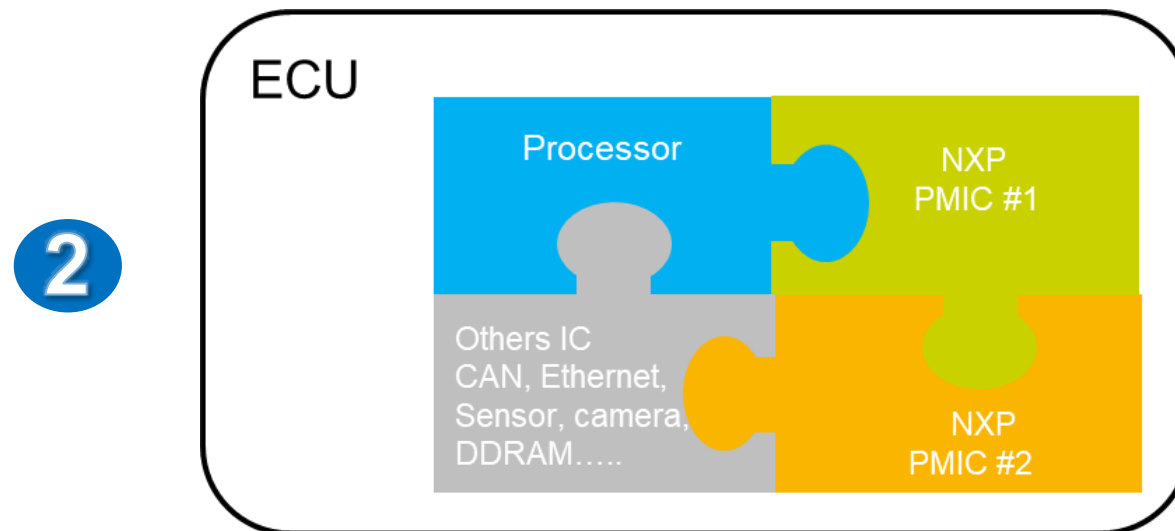 2
ECU
Processor
NXP
PMIC #1
Others IC
CAN, Ethernet,
Sensor, camera,
DDRAM.....
NXP
PMIC #2